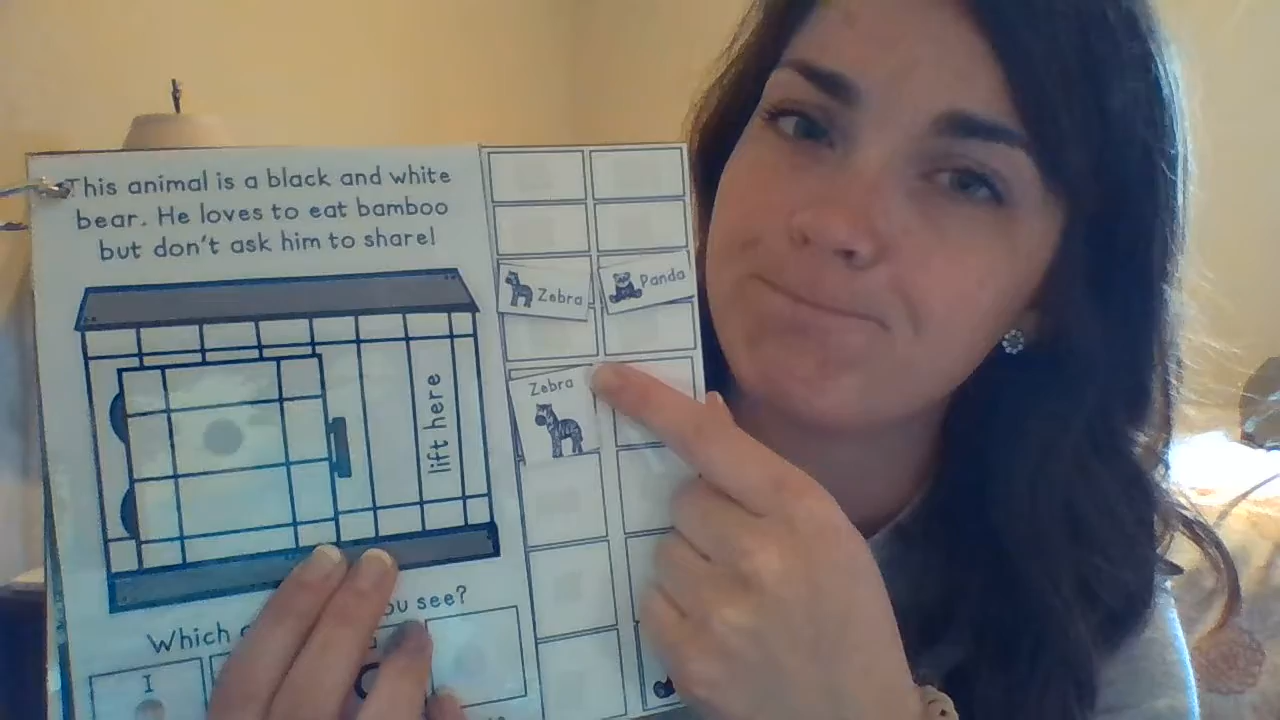 This animal is a black and white
bear. He loves to eat bamboo
but don't ask him to share!
Zebra
Panda
lift here
Zebra
see?
Which
I